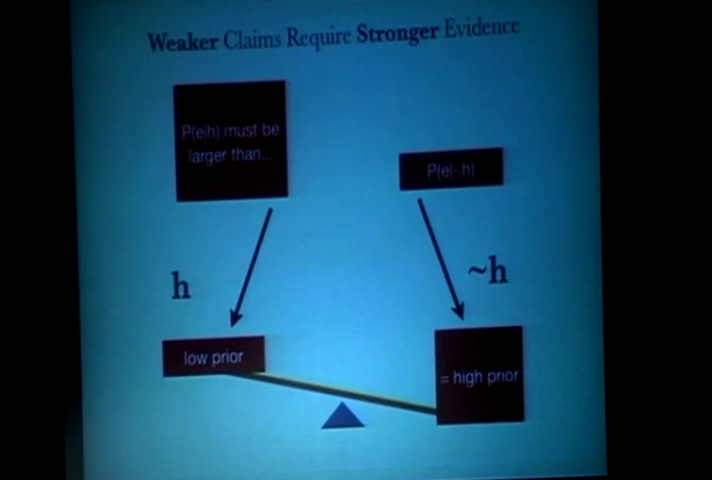 Weaker Claims Require Stronger Evidence
P(e|h) must be
larger than...
P(e|~h)
h
~h
low prior
= high prior